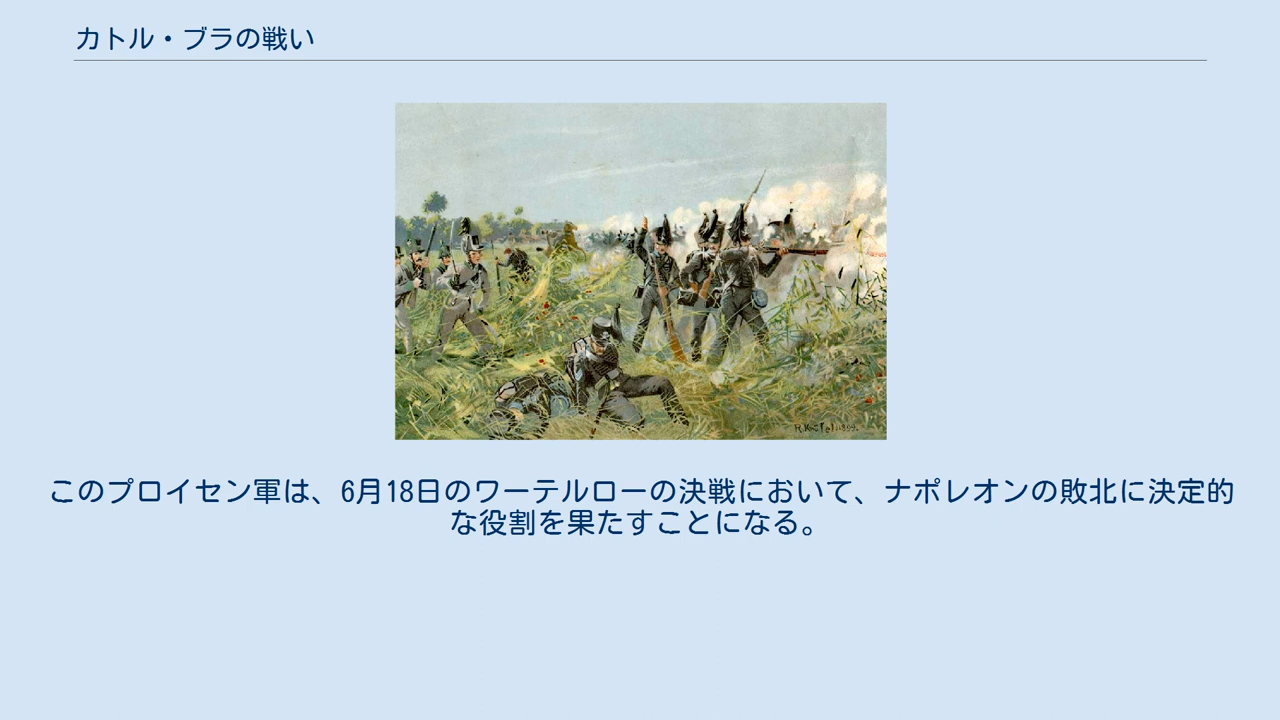 カトル・ブラの戦い
このプロイセン軍は、6月18日のワーテルローの決戦において、ナポレオンの敗北に決定的
な役割を果たすことになる。